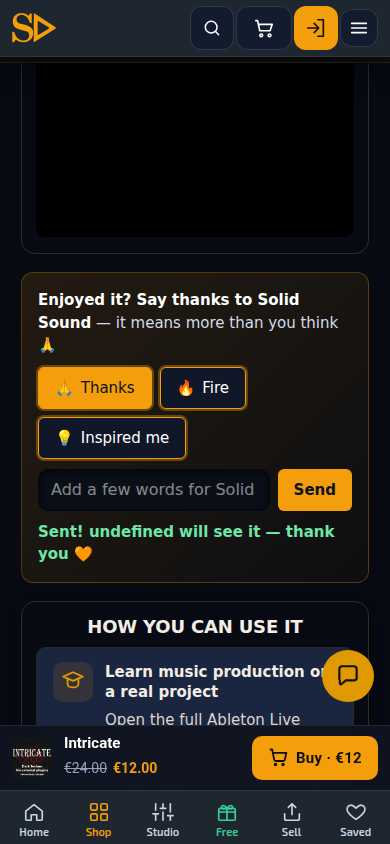 S
Enjoyed it? Say thanks to Solid
Sound — it means more than you think
🙏
🙏 Thanks
🔥 Fire
💡 Inspired me
Add a few words for Solid
Send
Sent! undefined will see it — thank
you 🧡
HOW YOU CAN USE IT
Learn music production on
a real project
Open the full Ableton Live
INTRICATE
Intricate
€24.00 €12.00
Buy · €12
Home
Shop
Studio
Free
Sell
Saved